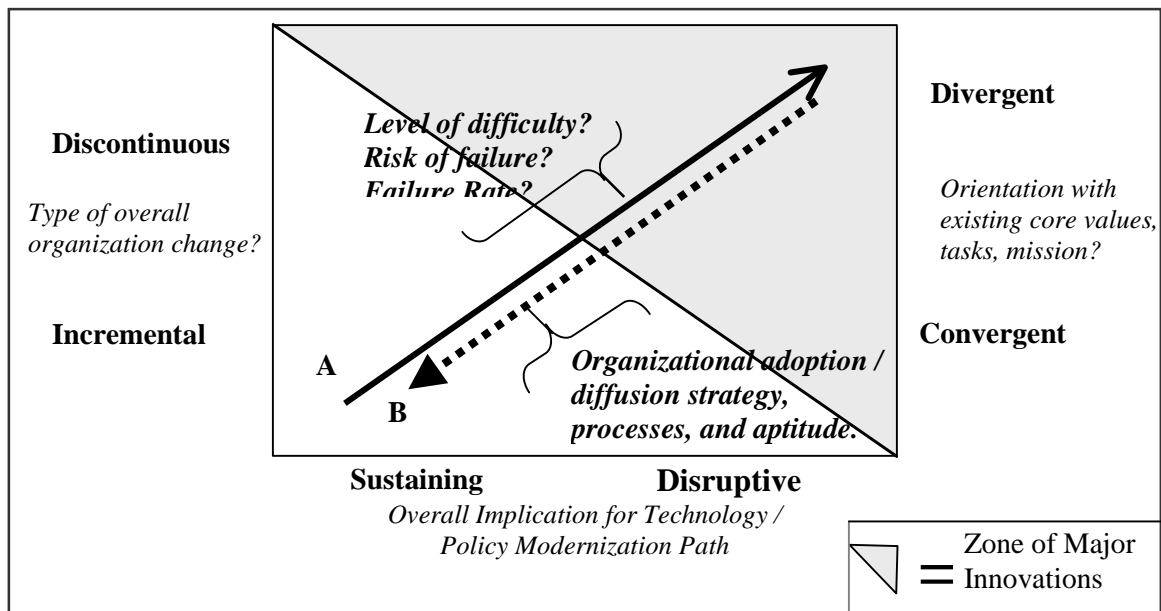 Divergent
Level of difficulty?
Discontinuous
Risk of failure?
Failure Rate?
Type of overall
organization change?
Orientation with
existing core values,
tasks, mission?
Incremental
Convergent
A
Organizational adoption /
diffusion strategy,
processes, and aptitude.
B
Sustaining
Disruptive
Overall Implication for Technology /
Policy Modernization Path
Zone of Major
Innovations